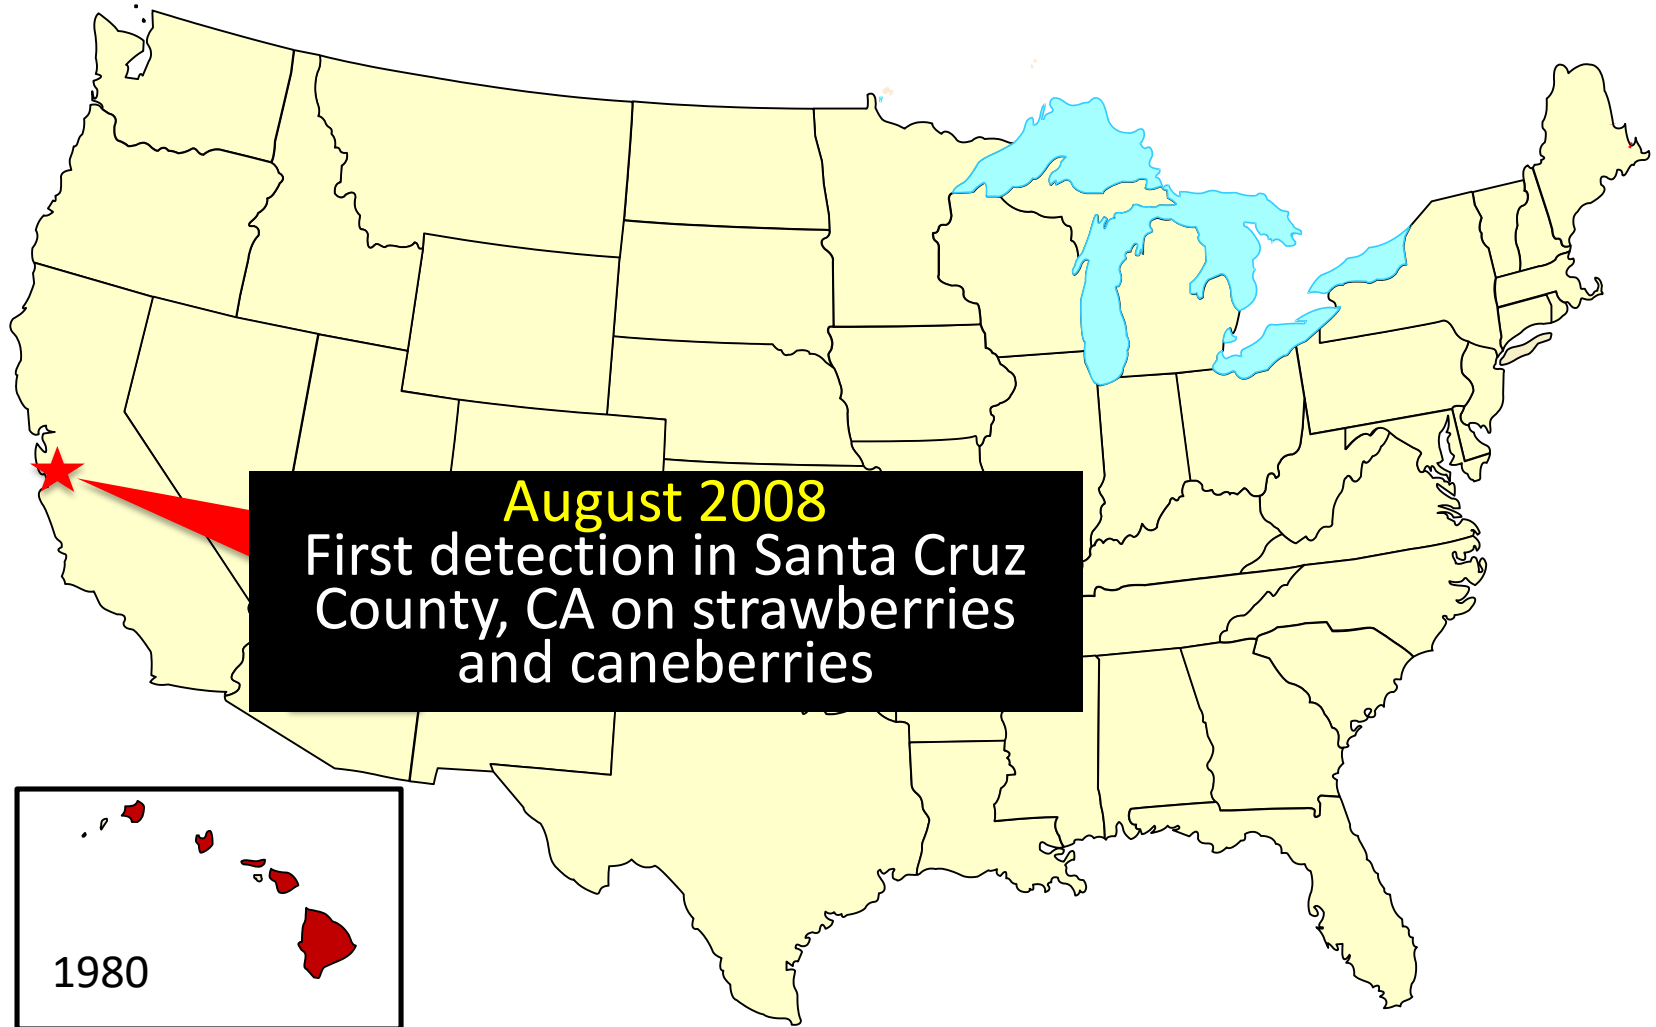 August 2008
First detection in Santa Cruz
County, CA on strawberries
and caneberries
1980